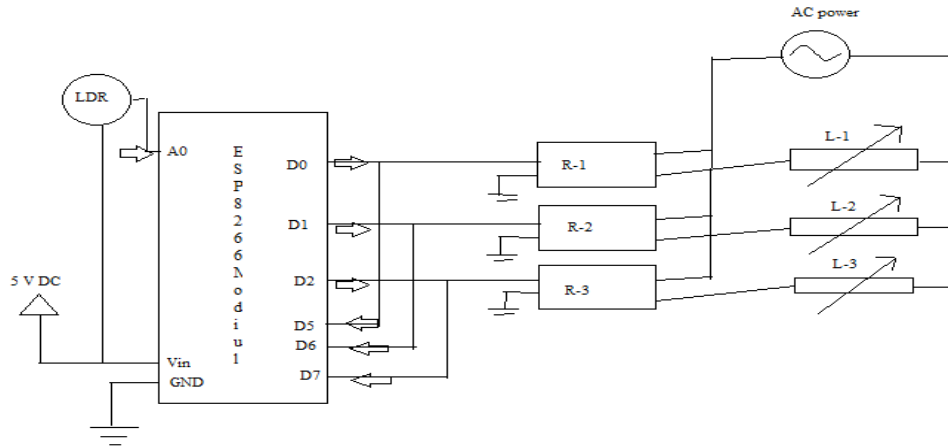 AC power
LDR
A0
ESP8266Modiul
D0
D1
D2
D5
D6
D7
Vin
GND
5 V DC
R-1
R-2
R-3
L-1
L-2
L-3